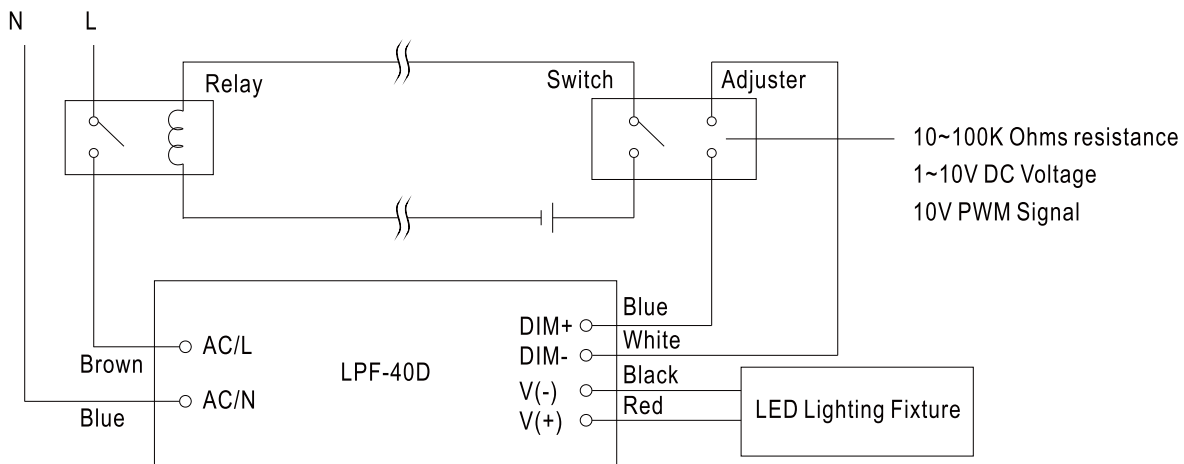 N L
Relay
Switch
Adjuster
10~100K Ohms resistance
1~10V DC Voltage
10V PWM Signal
LPF-40D
Brown
AC/L
Blue
AC/N
DIM+
Blue
DIM-
White
V(-)
Black
V(+)
Red
LED Lighting Fixture